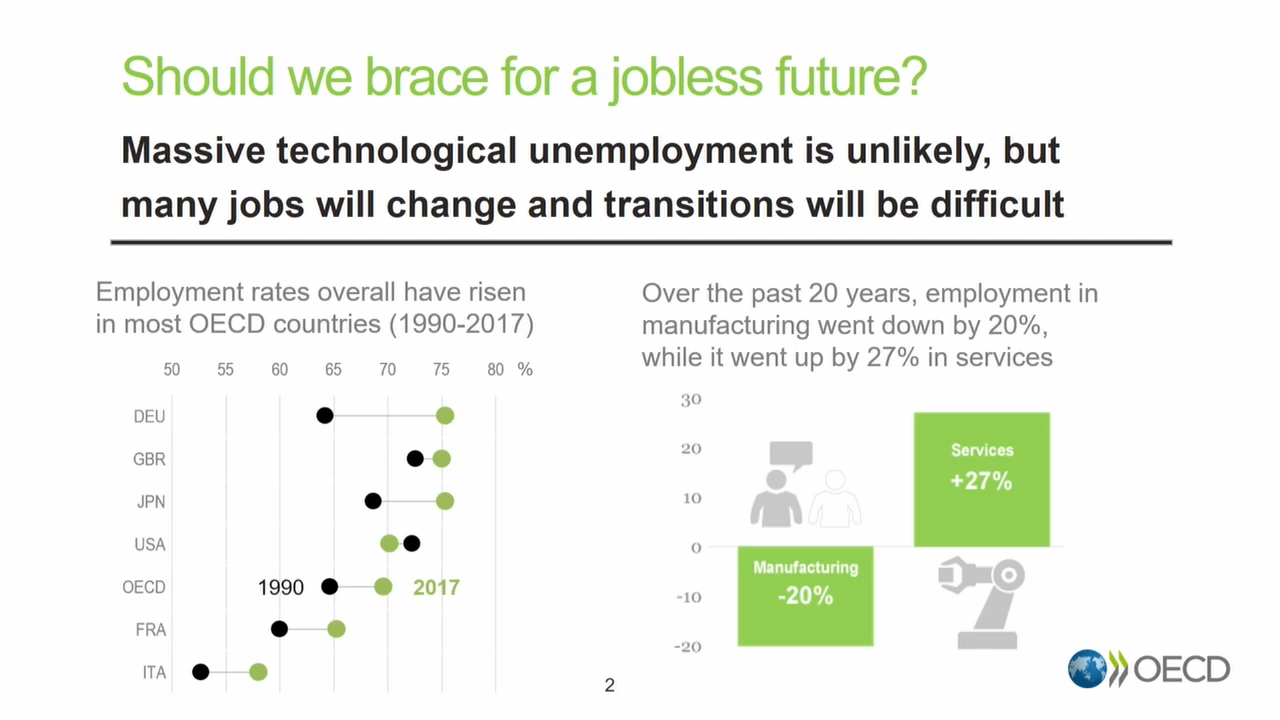 Should we brace for a jobless future?
Massive technological unemployment is unlikely, but
many jobs will change and transitions will be difficult
Employment rates overall have risen
in most OECD countries (1990-2017)
50 55 60 65 70 75 80 %
DEU
GBR
JPN
USA
OECD 1990 2017
FRA
ITA
Over the past 20 years, employment in
manufacturing went down by 20%,
while it went up by 27% in services
30
20
10
0
-10
-20
Services
+27%
Manufacturing
-20%
2
OECD